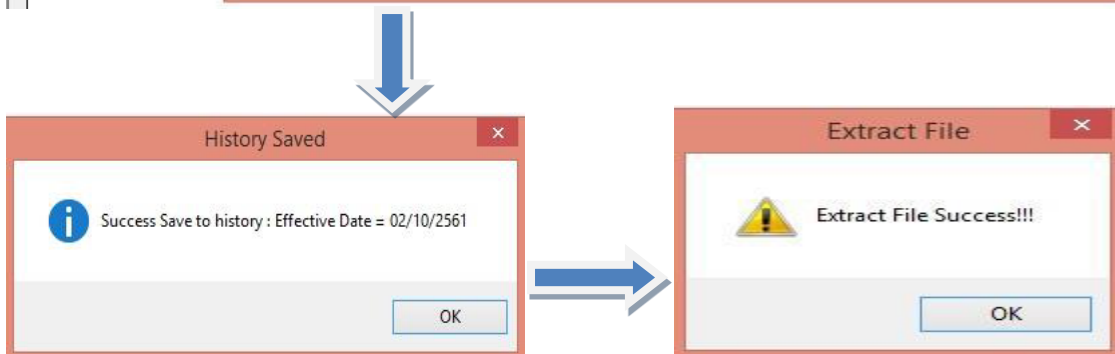 History Saved
Success Save to history : Effective Date = 02/10/2561
OK
Extract File
Extract File Success!!!
OK